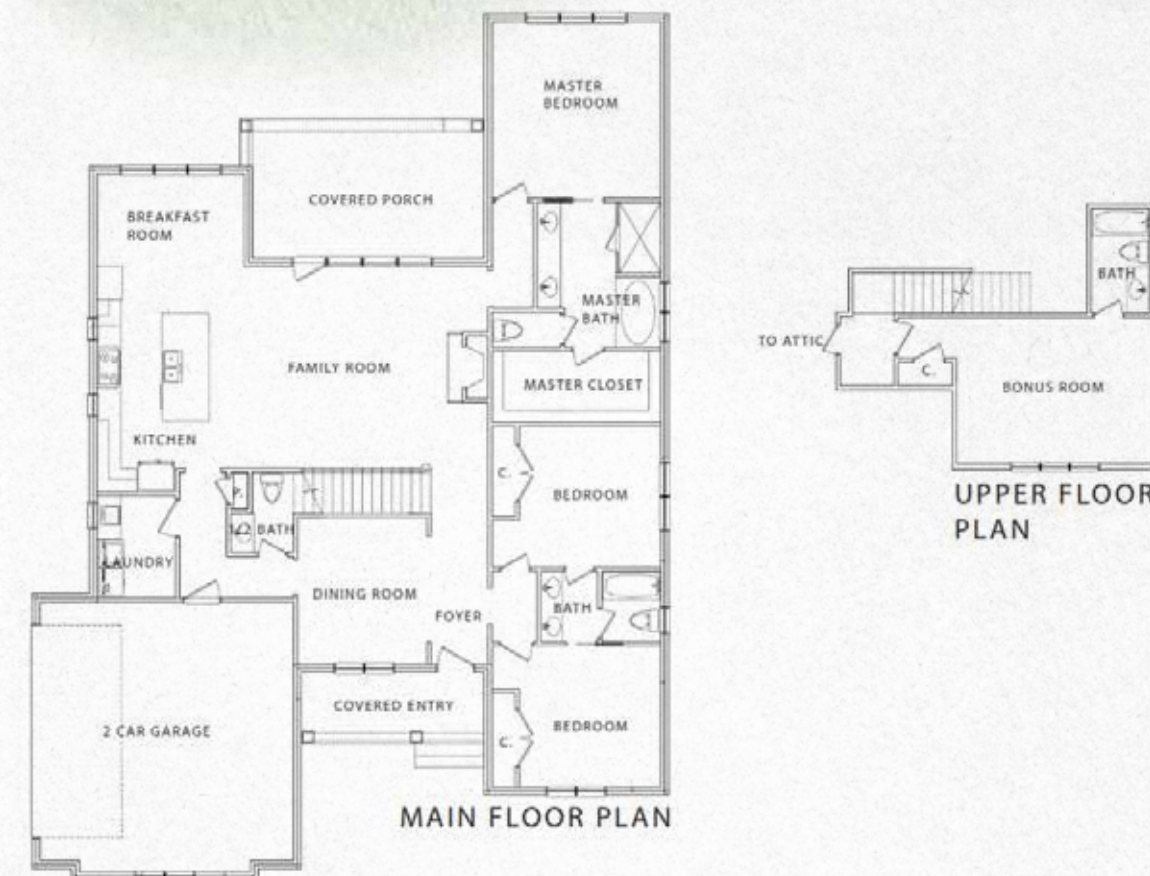 MASTER
BEDROOM
COVERED PORCH
BREAKFAST
ROOM
MASTER
BATH
FAMILY ROOM
MASTER CLOSET
KITCHEN
C.
BEDROOM
P.
1/2 BATH
LAUNDRY
DINING ROOM
FOYER
BATH
COVERED ENTRY
2 CAR GARAGE
C.
BEDROOM
MAIN FLOOR PLAN
BATH
TO ATTIC
C.
BONUS ROOM
UPPER FLOOR
PLAN